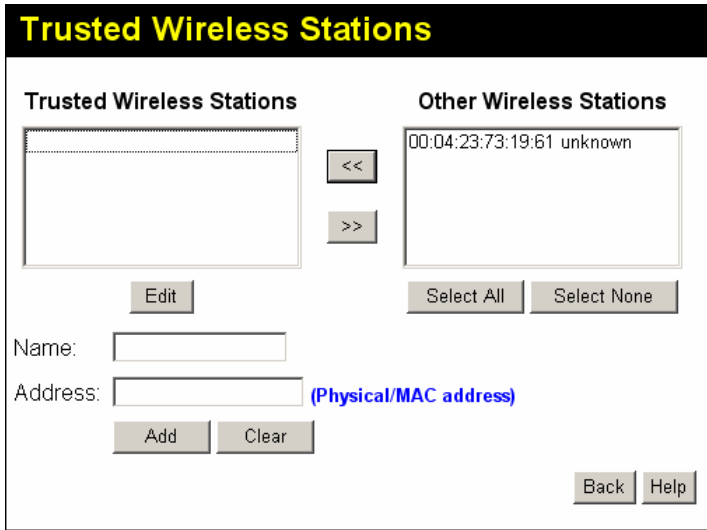 Trusted Wireless Stations
Trusted Wireless Stations
Other Wireless Stations
00:04:23:73:19:61 unknown
<<
>>
Edit
Select All
Select None
Name:
Address:
(Physical/MAC address)
Add
Clear
Back
Help